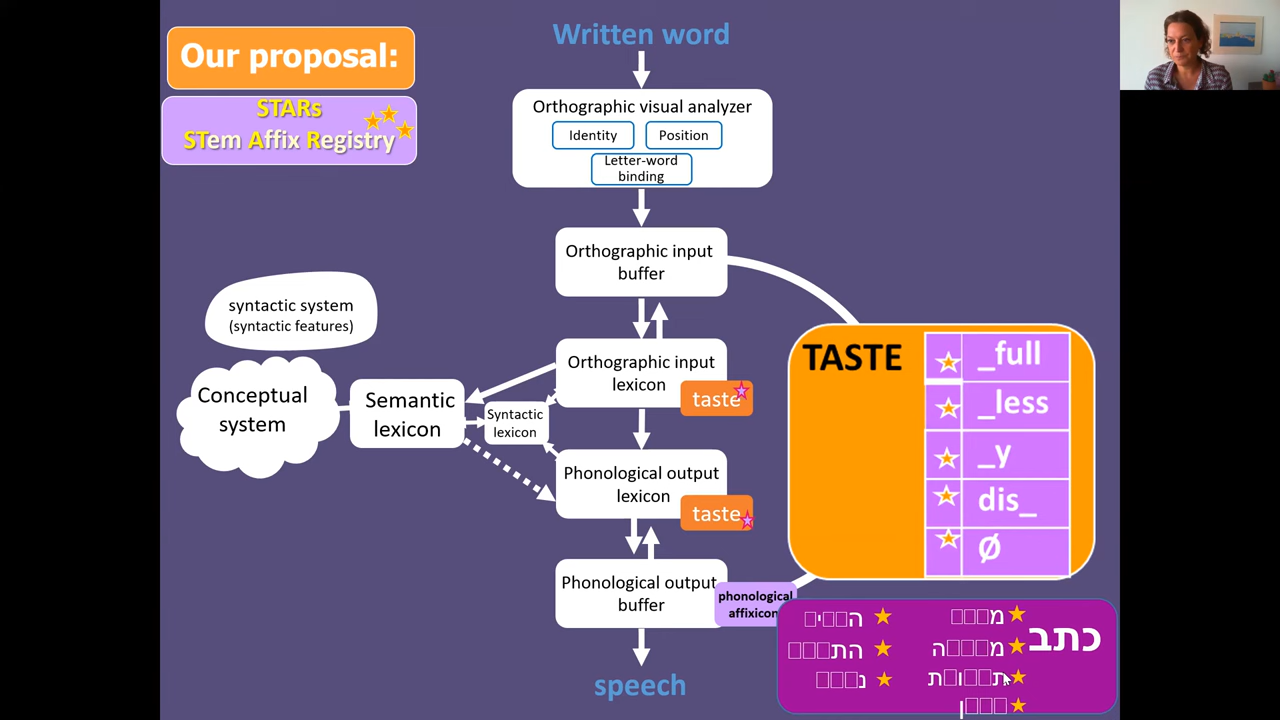 Written word
Our proposal:
STARs
STem Affix Registry
Orthographic visual analyzer
Identity
Position
Letter-word
binding
Orthographic input
buffer
syntactic system
(syntactic features)
Orthographic input
lexicon
taste
Conceptual
system
Semantic
lexicon
Syntactic
lexicon
Phonological output
lexicon
taste
Phonological output
buffer
phonological
affixicon
speech
TASTE
_full
_less
_y
dis_
Ø
כתב
מ□□□
מ□□□ה
ת□□ו□ת
□□□ן
ה□□י□
הת□□□
נ□□□